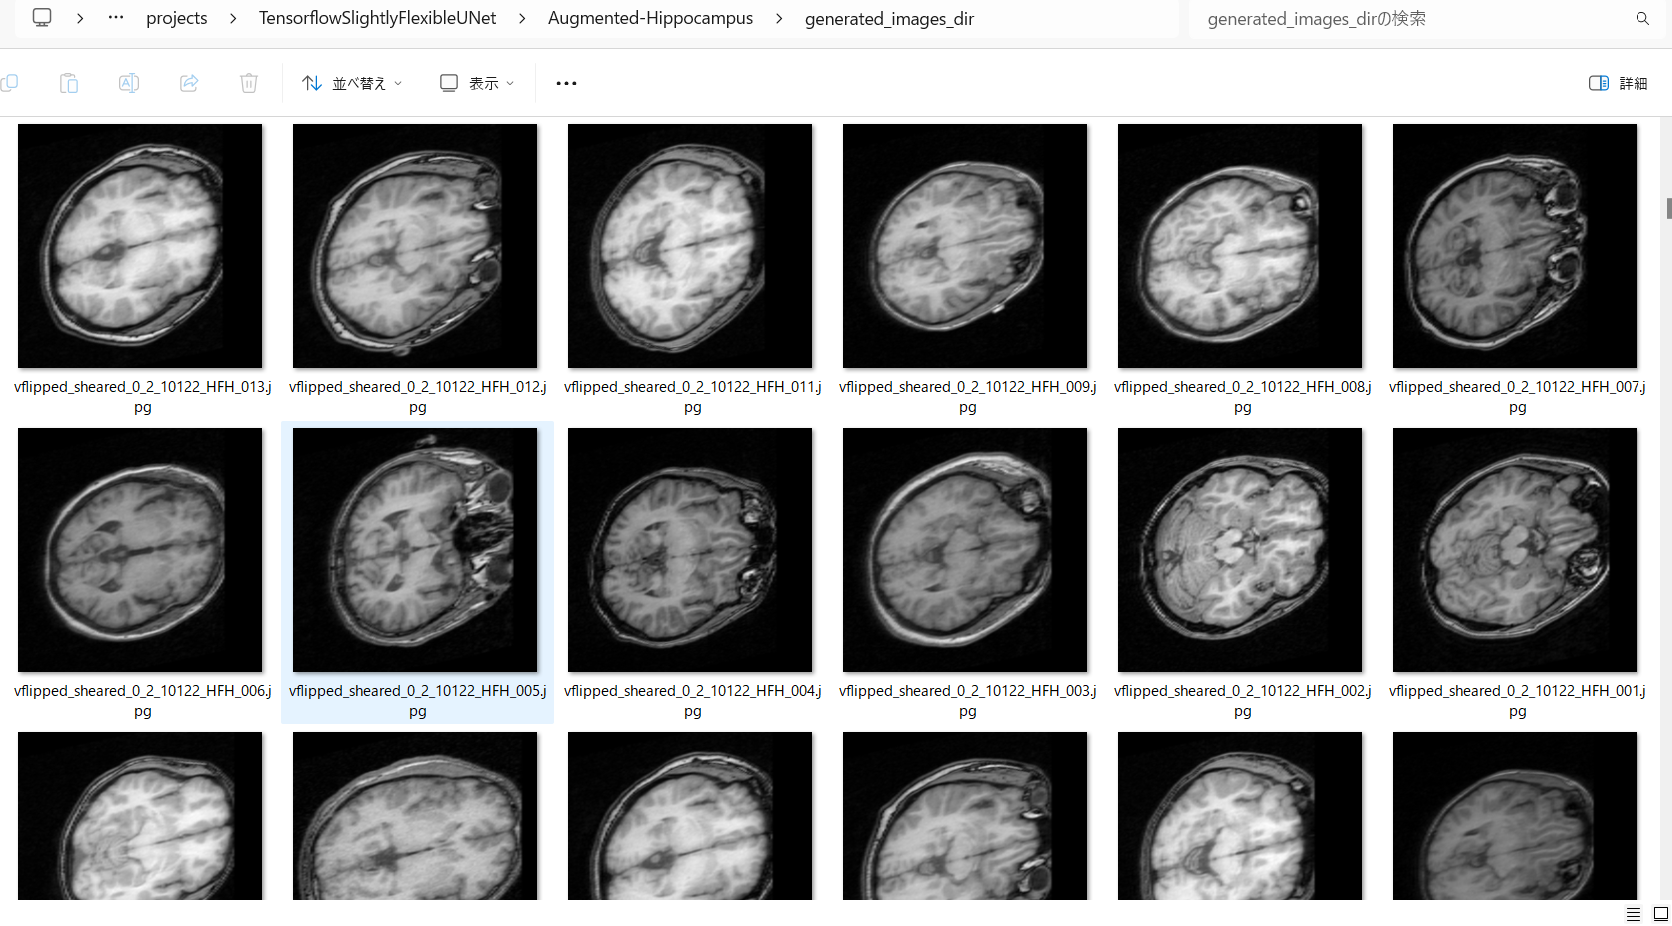 projects > TensorflowSlightlyFlexibleUNet > Augmented-Hippocampus > generated_images_dir
generated_images_dirの検索
並べ替え
表示
詳細
vflipped_sheared_0_2_10122_HFH_013.j
pg
vflipped_sheared_0_2_10122_HFH_012.j
pg
vflipped_sheared_0_2_10122_HFH_011.j
pg
vflipped_sheared_0_2_10122_HFH_009.j
pg
vflipped_sheared_0_2_10122_HFH_008.j
pg
vflipped_sheared_0_2_10122_HFH_007.j
pg
vflipped_sheared_0_2_10122_HFH_006.j
pg
vflipped_sheared_0_2_10122_HFH_005.j
pg
vflipped_sheared_0_2_10122_HFH_004.j
pg
vflipped_sheared_0_2_10122_HFH_003.j
pg
vflipped_sheared_0_2_10122_HFH_002.j
pg
vflipped_sheared_0_2_10122_HFH_001.j
pg